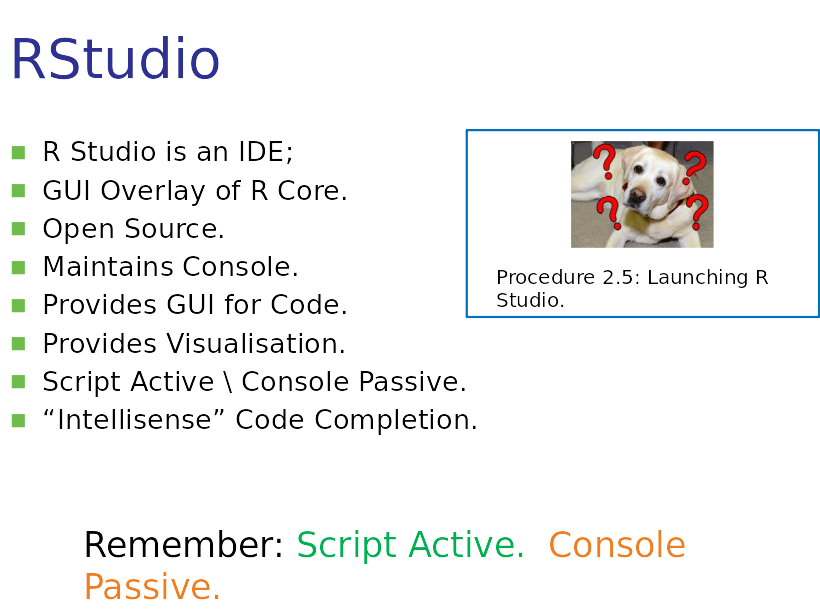 RStudio
R Studio is an IDE;
GUI Overlay of R Core.
Open Source.
Maintains Console.
Provides GUI for Code.
Provides Visualisation.
Script Active \ Console Passive.
“Intellisense” Code Completion.
? ? ? ?
Procedure 2.5: Launching R
Studio.
Remember: Script Active.  Console
Passive.